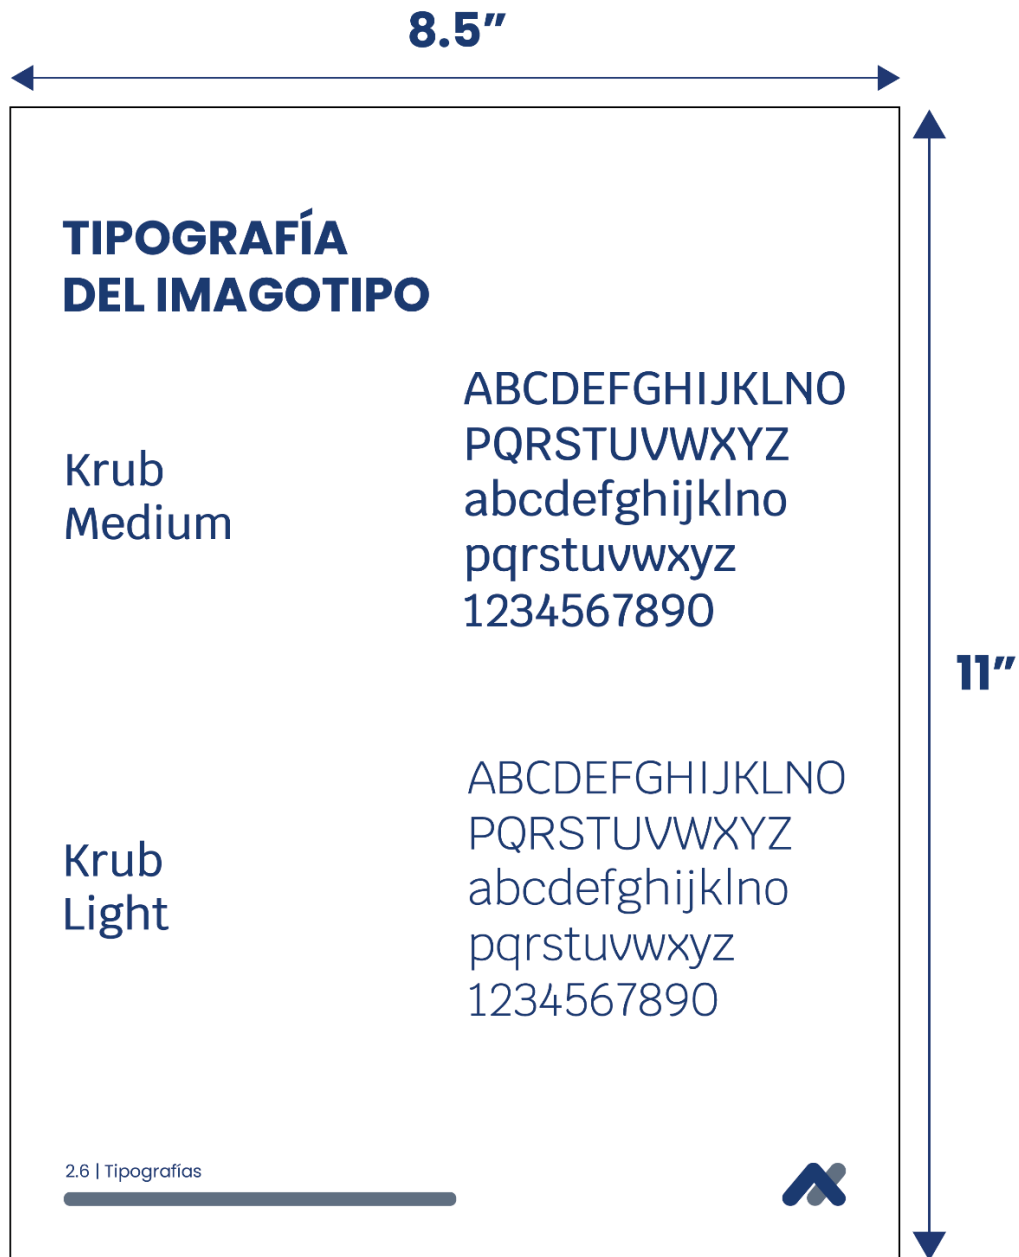 8.5”
TIPOGRAFÍA
DEL IMAGOTIPO
Krub
Medium
ABCDEFGHIJKLNO
PQRSTUVWXYZ
abcdefghijklno
pqrstuvwxyz
1234567890
11”
Krub
Light
ABCDEFGHIJKLNO
PQRSTUVWXYZ
abcdefghijklno
pqrstuvwxyz
1234567890
2.6 | Tipografías